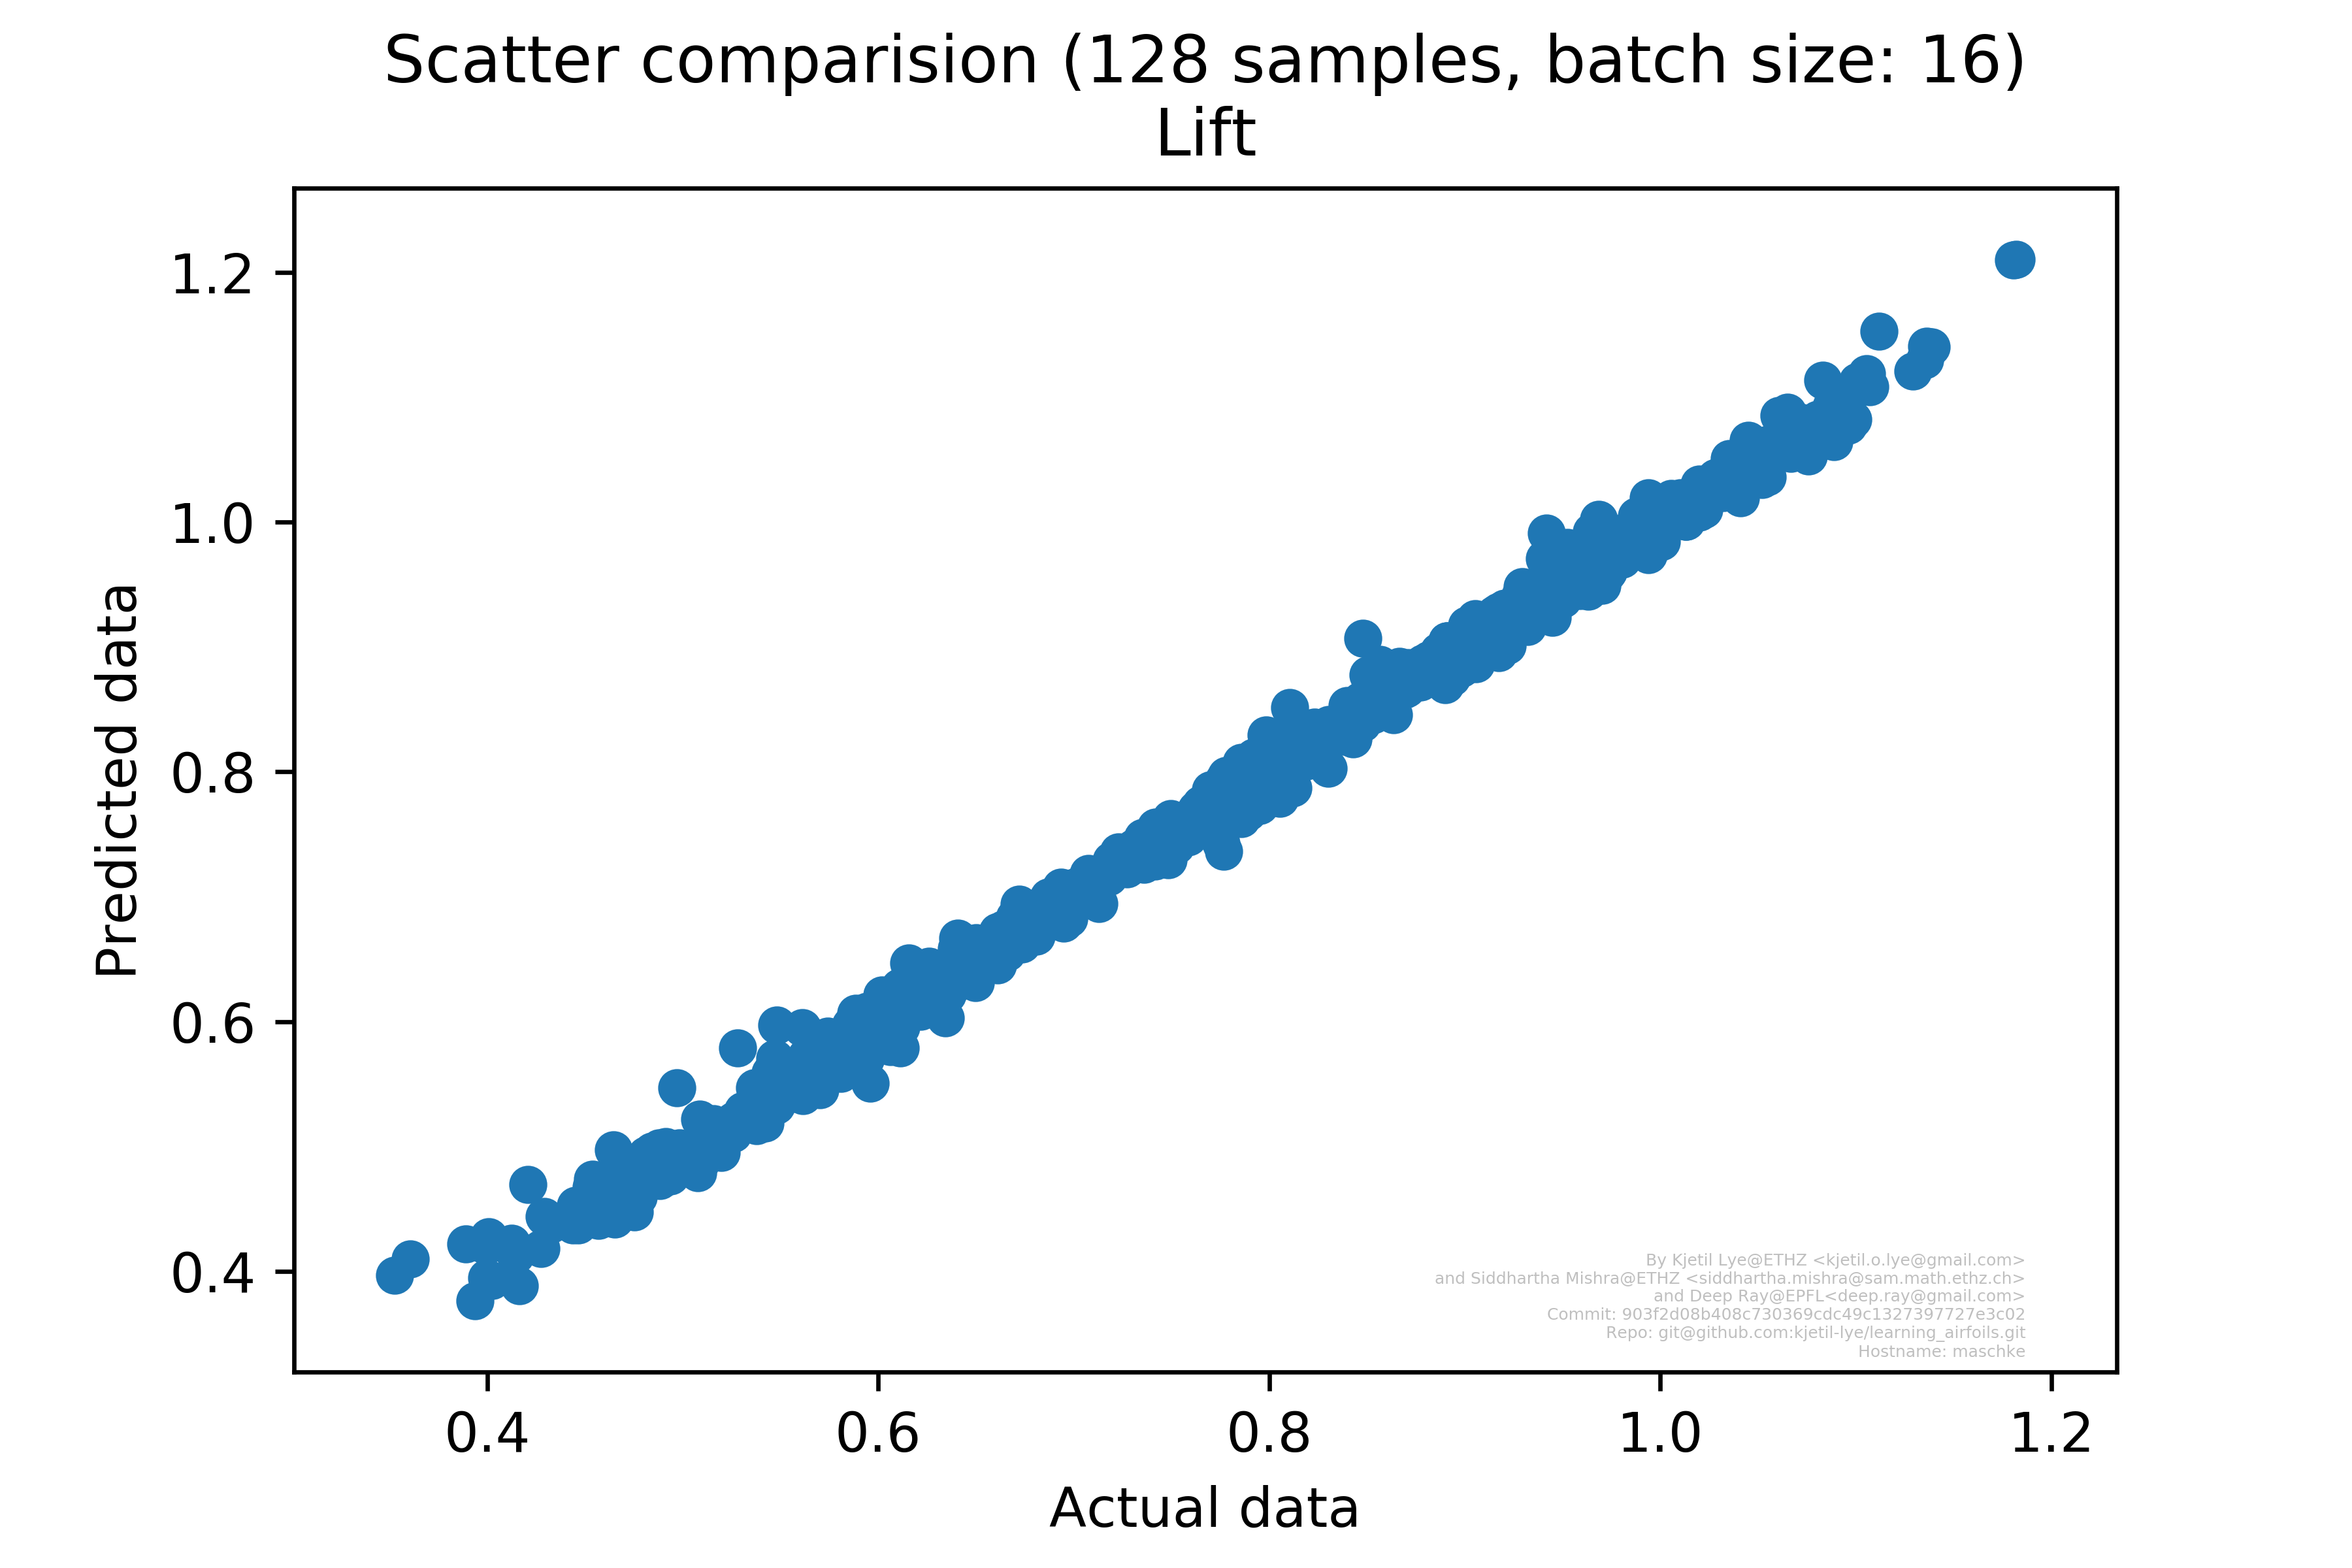 Scatter comparision (128 samples, batch size: 16)
Lift
1.2
1.0
0.8
0.6
0.4
Predicted data
By Kjetil Lye@ETHZ <kjetil.o.lye@gmail.com>
and Siddhartha Mishra@ETHZ <siddhartha.mishra@sam.math.ethz.ch>
and Deep Ray@EPFL<deep.ray@gmail.com>
Commit: 903f2d08b408c730369cdc49c1327397727e3c02
Repo: git@github.com:kjetil-lye/learning_airfoils.git
Hostname: maschke
0.4 0.6 0.8 1.0 1.2
Actual data